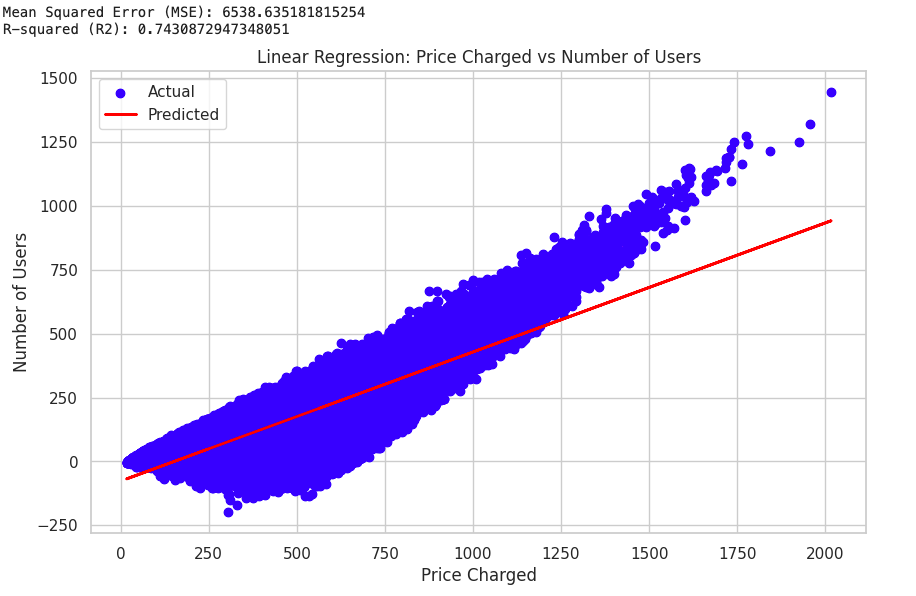 Mean Squared Error (MSE): 6538.635181815254
R-squared (R2): 0.7430872947348051
Linear Regression: Price Charged vs Number of Users
Actual
Predicted
1500
1250
1000
750
500
250
0
−250
Number of Users
0 250 500 750 1000 1250 1500 1750 2000
Price Charged